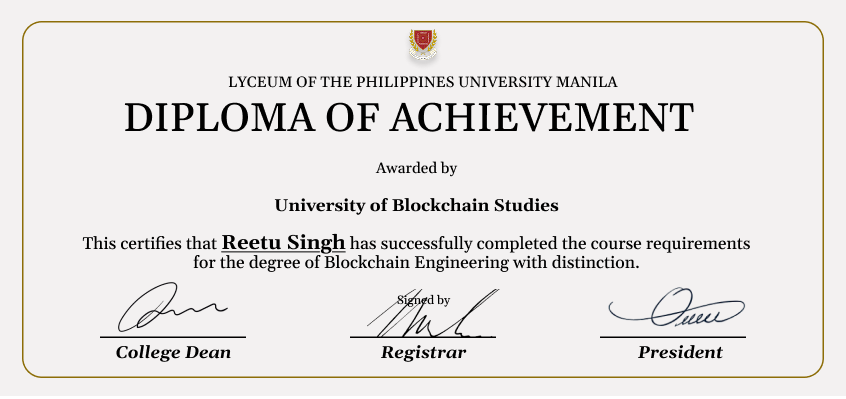 LYCEUM OF THE PHILIPPINES UNIVERSITY MANILA
DIPLOMA OF ACHIEVEMENT
Awarded by
University of Blockchain Studies
This certifies that Reetu Singh has successfully completed the course requirements
for the degree of Blockchain Engineering with distinction.
Signed by
College Dean
Registrar
President